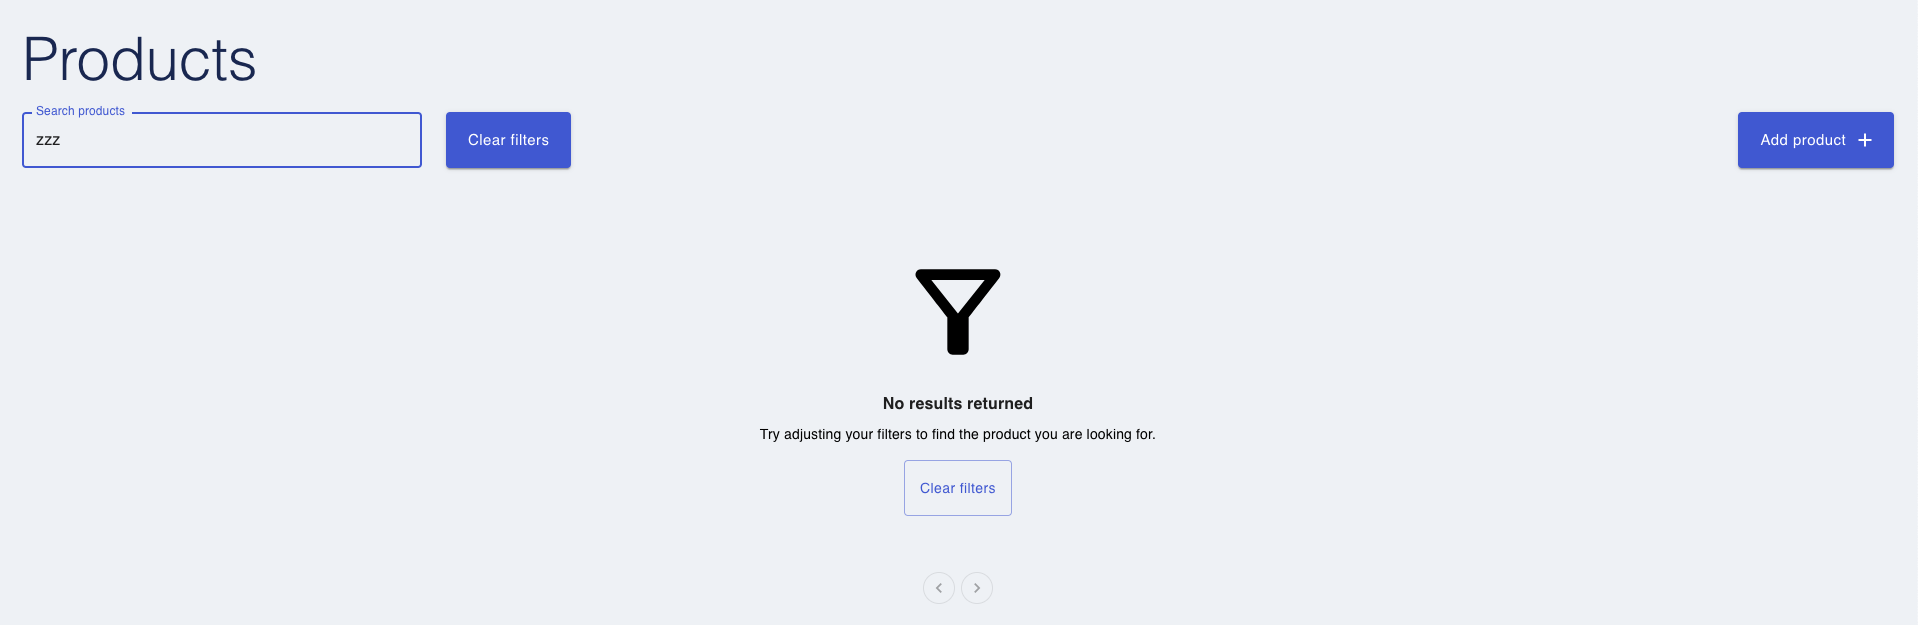 Products
Search products
zzz
Clear filters
Add product
No results returned
Try adjusting your filters to find the product you are looking for.
Clear filters